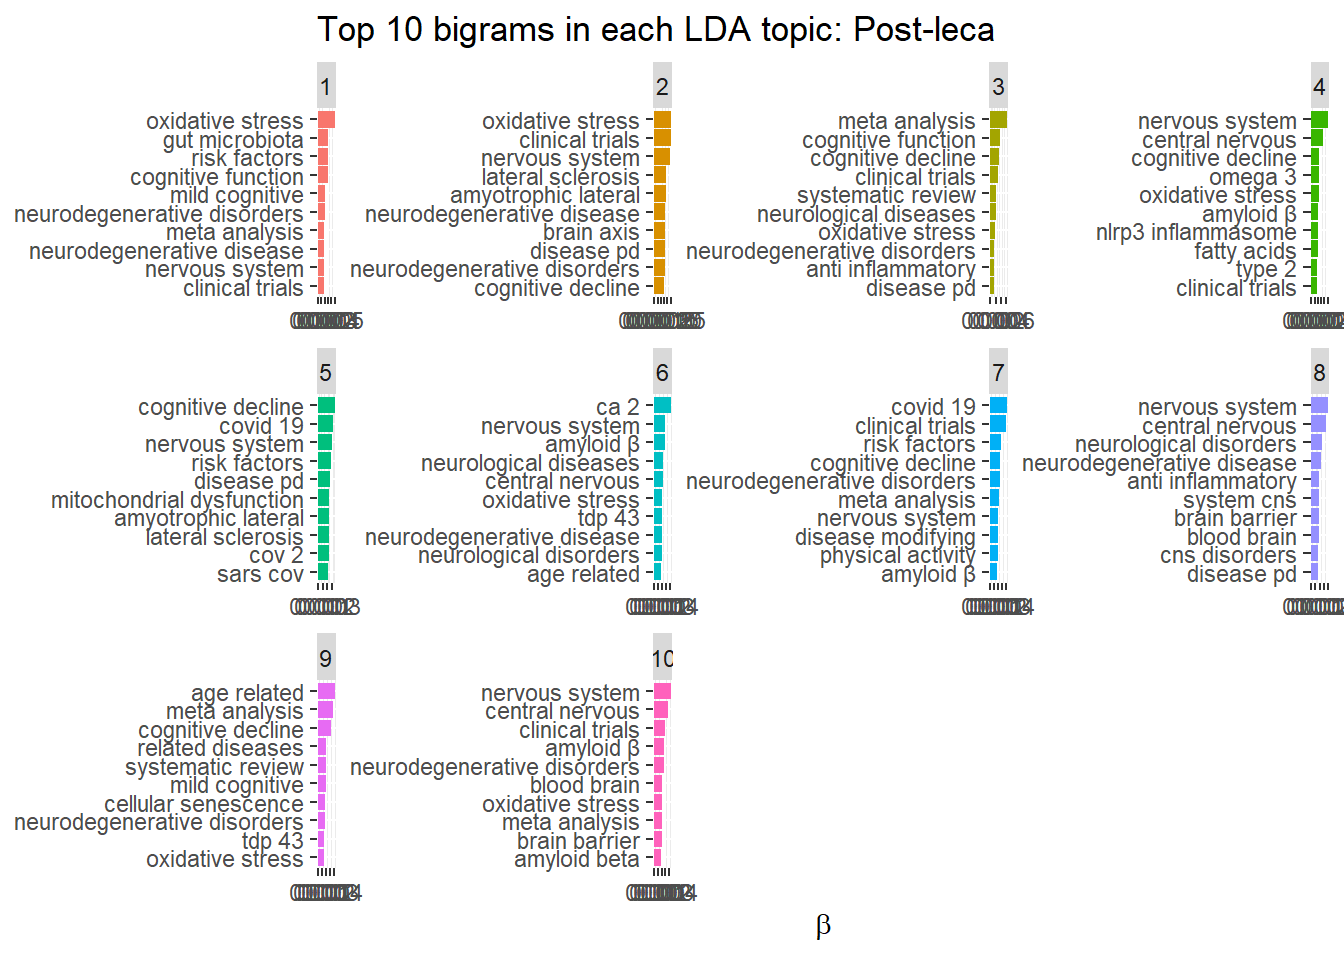 Top 10 bigrams in each LDA topic: Post-leca
1
oxidative stress
gut microbiota
risk factors
cognitive function
mild cognitive
neurodegenerative disorders
meta analysis
neurodegenerative disease
nervous system
clinical trials
2
oxidative stress
clinical trials
nervous system
lateral sclerosis
amyotrophic lateral
neurodegenerative disease
brain axis
disease pd
neurodegenerative disorders
cognitive decline
3
meta analysis
cognitive function
cognitive decline
clinical trials
systematic review
neurological diseases
oxidative stress
neurodegenerative disorders
anti inflammatory
disease pd
4
nervous system
central nervous
cognitive decline
omega 3
oxidative stress
amyloid β
nlrp3 inflammasome
fatty acids
type 2
clinical trials
5
cognitive decline
covid 19
nervous system
risk factors
disease pd
mitochondrial dysfunction
amyotrophic lateral
lateral sclerosis
cov 2
sars cov
6
ca 2
nervous system
amyloid β
neurological diseases
central nervous
oxidative stress
tdp 43
neurodegenerative disease
neurological disorders
age related
7
covid 19
clinical trials
risk factors
cognitive decline
neurodegenerative disorders
meta analysis
nervous system
disease modifying
physical activity
amyloid β
8
nervous system
central nervous
neurological disorders
neurodegenerative disease
anti inflammatory
system cns
brain barrier
blood brain
cns disorders
disease pd
9
age related
meta analysis
cognitive decline
related diseases
systematic review
mild cognitive
cellular senescence
neurodegenerative disorders
tdp 43
oxidative stress
10
nervous system
central nervous
clinical trials
amyloid β
neurodegenerative disorders
blood brain
oxidative stress
meta analysis
brain barrier
amyloid beta
β